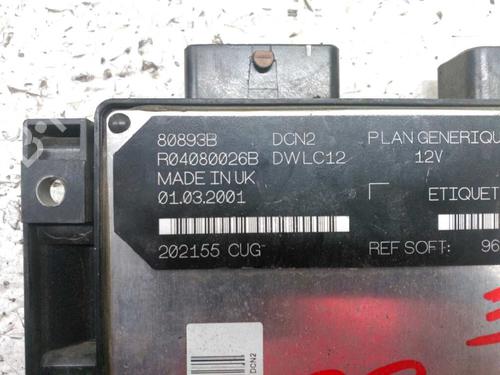 80893B DCN2 PLAN GENERIQU
R04080026B DWLC12 12V
MADE IN UK
01.03.2001 ETIQUET
202155 CUG REF SOFT: 96
DCN2